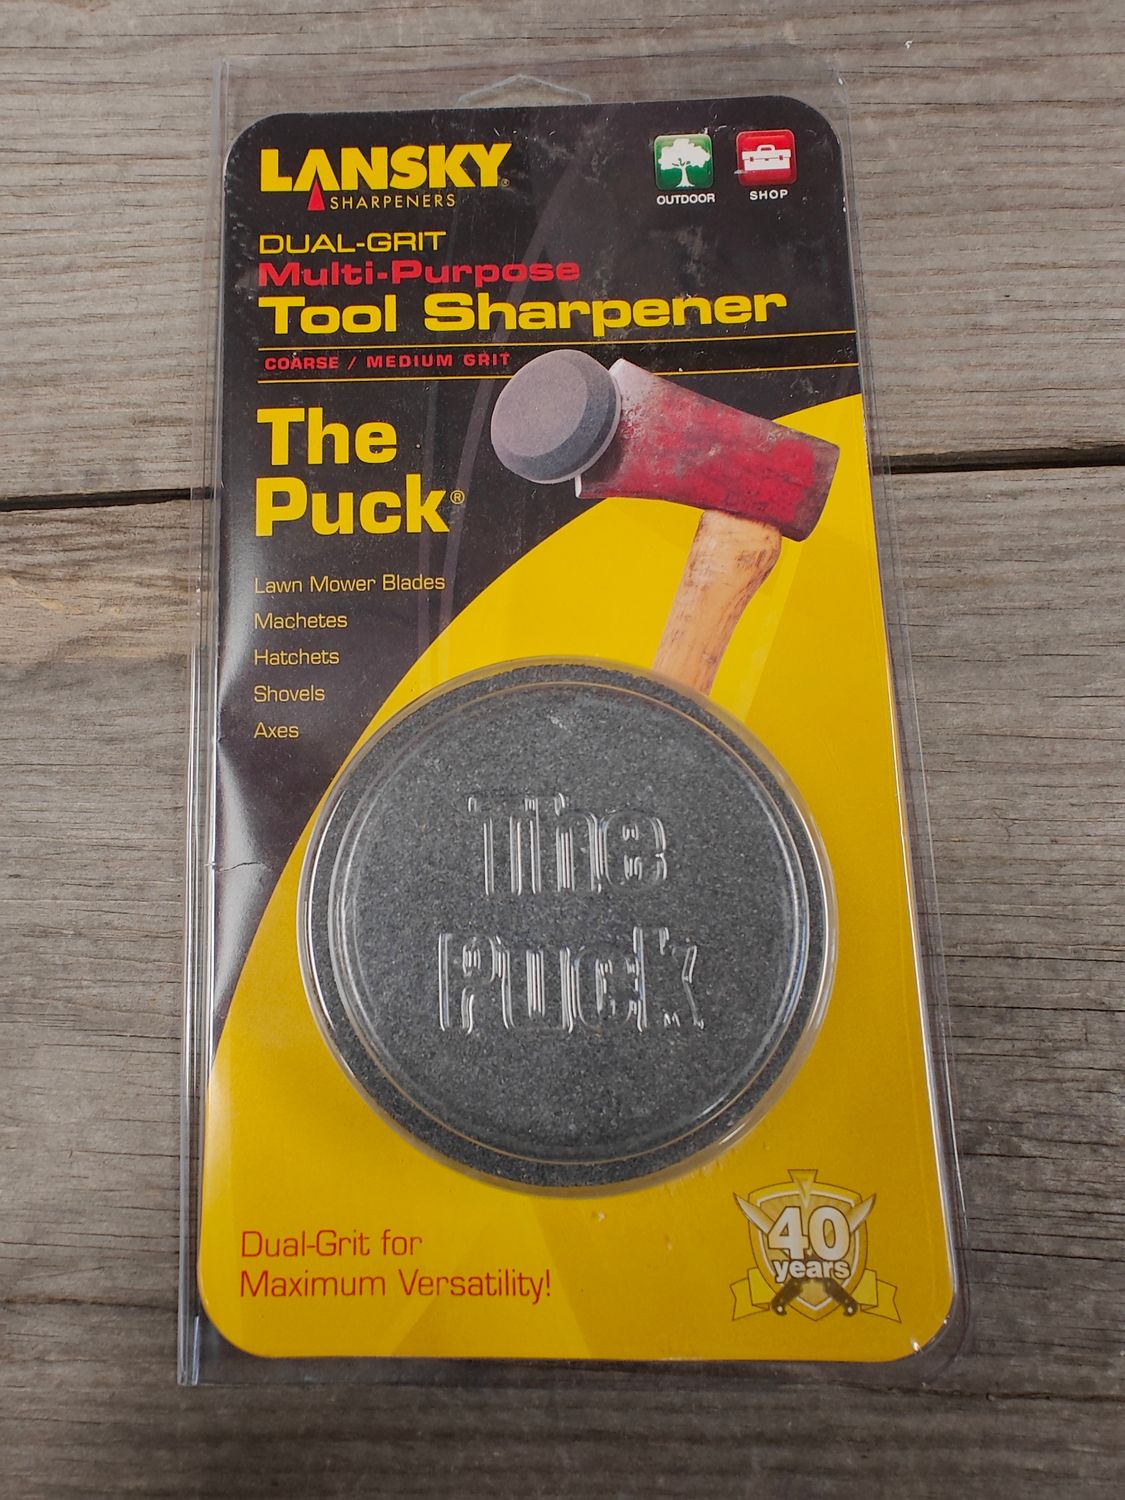 LANSKY®
SHARPENERS
OUTDOOR
SHOP
DUAL-GRIT
Multi-Purpose
Tool Sharpener
COARSE / MEDIUM GRIT
The
Puck®
Lawn Mower Blades
Machetes
Hatchets
Shovels
Axes
The
Puck
Dual-Grit for
Maximum Versatility!
40
years